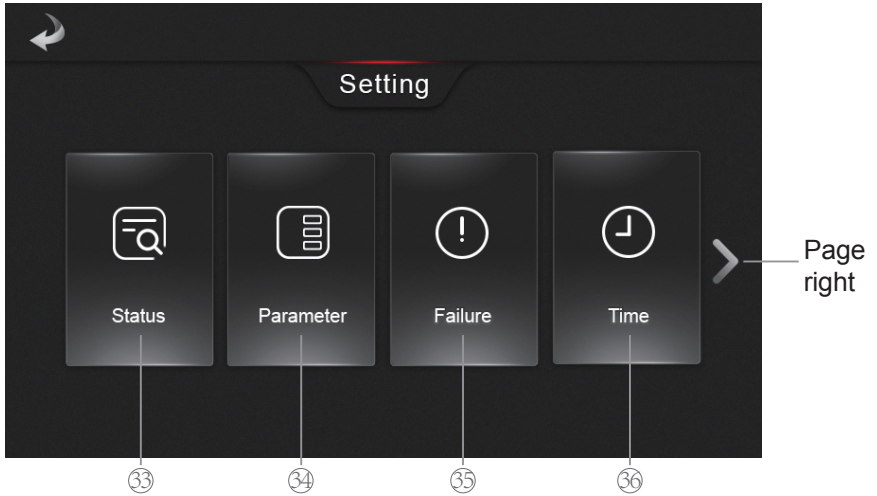 Setting
Status Parameter Failure Time
Page
right
㉝ ㉞ ㉟ ㊱